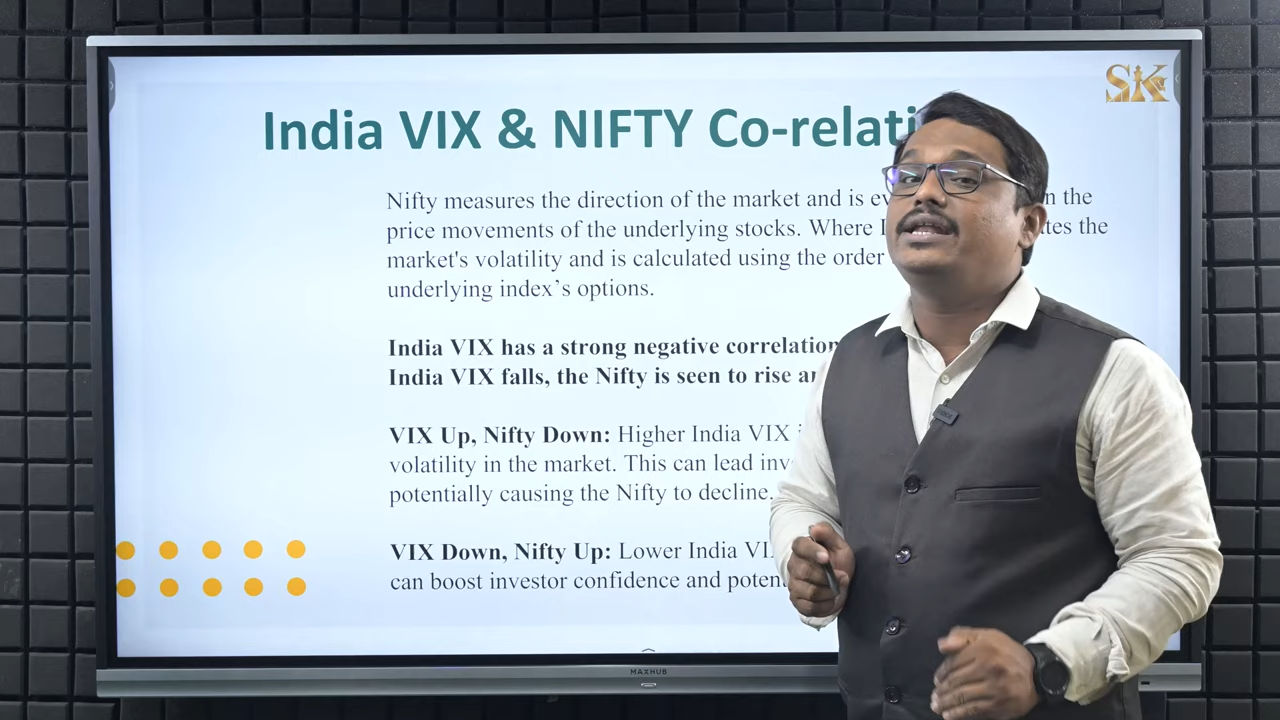 SK
India VIX & NIFTY Co-relati
Nifty measures the direction of the market and is ev n the
price movements of the underlying stocks. Where tes the
market's volatility and is calculated using the order
underlying index's options.
India VIX has a strong negative correlation
India VIX falls, the Nifty is seen to rise a
VIX Up, Nifty Down: Higher India VIX i
volatility in the market. This can lead inv
potentially causing the Nifty to decline.
VIX Down, Nifty Up: Lower India VI
can boost investor confidence and poten
MAXHUB